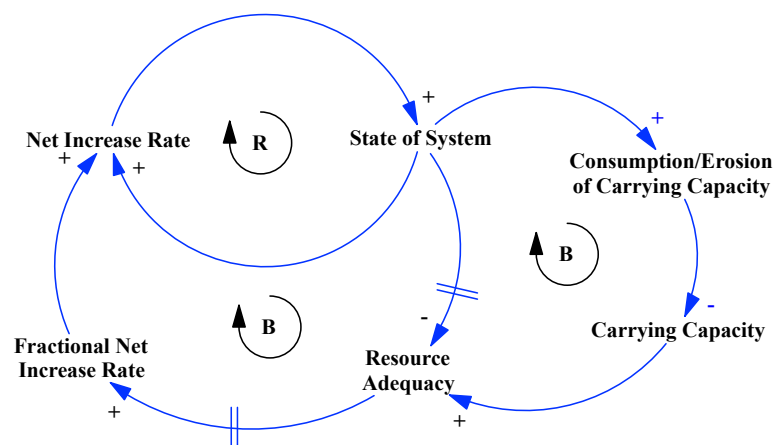 +
R
Net Increase Rate
State of System
+
+
+
Consumption/Erosion
of Carrying Capacity
B
B
-
-
Carrying Capacity
Fractional Net
Increase Rate
Resource
Adequacy
+
+